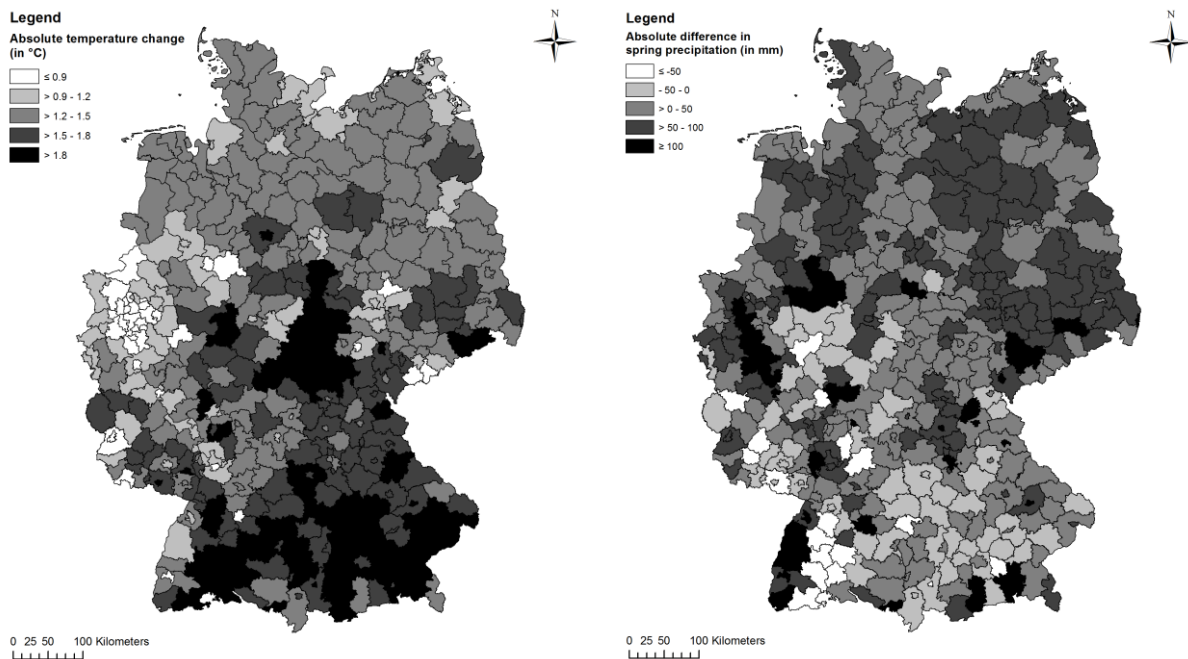 Legend
Absolute temperature change
(in °C)
≤ 0.9
> 0.9 - 1.2
> 1.2 - 1.5
> 1.5 - 1.8
> 1.8
N
0 25 50 100 Kilometers
Legend
Absolute difference in
spring precipitation (in mm)
≤ -50
- 50 - 0
> 0 - 50
> 50 - 100
≥ 100
N
0 25 50 100 Kilometers